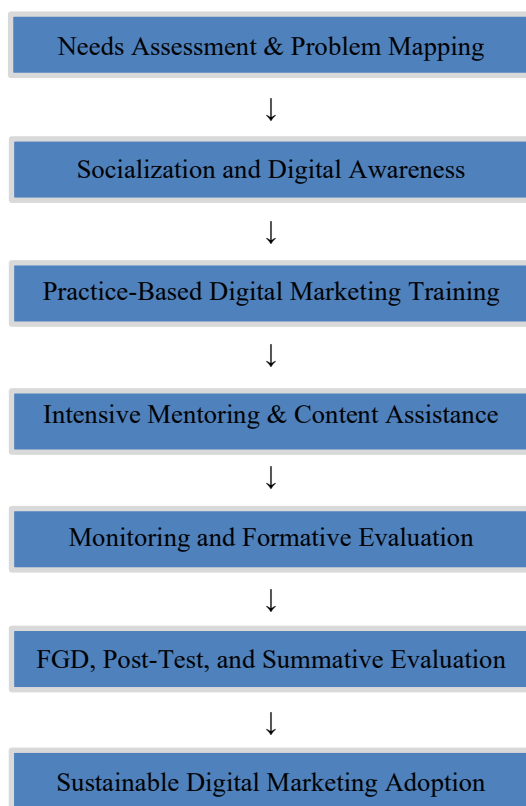 Needs Assessment & Problem Mapping
↓
Socialization and Digital Awareness
↓
Practice-Based Digital Marketing Training
↓
Intensive Mentoring & Content Assistance
↓
Monitoring and Formative Evaluation
↓
FGD, Post-Test, and Summative Evaluation
↓
Sustainable Digital Marketing Adoption